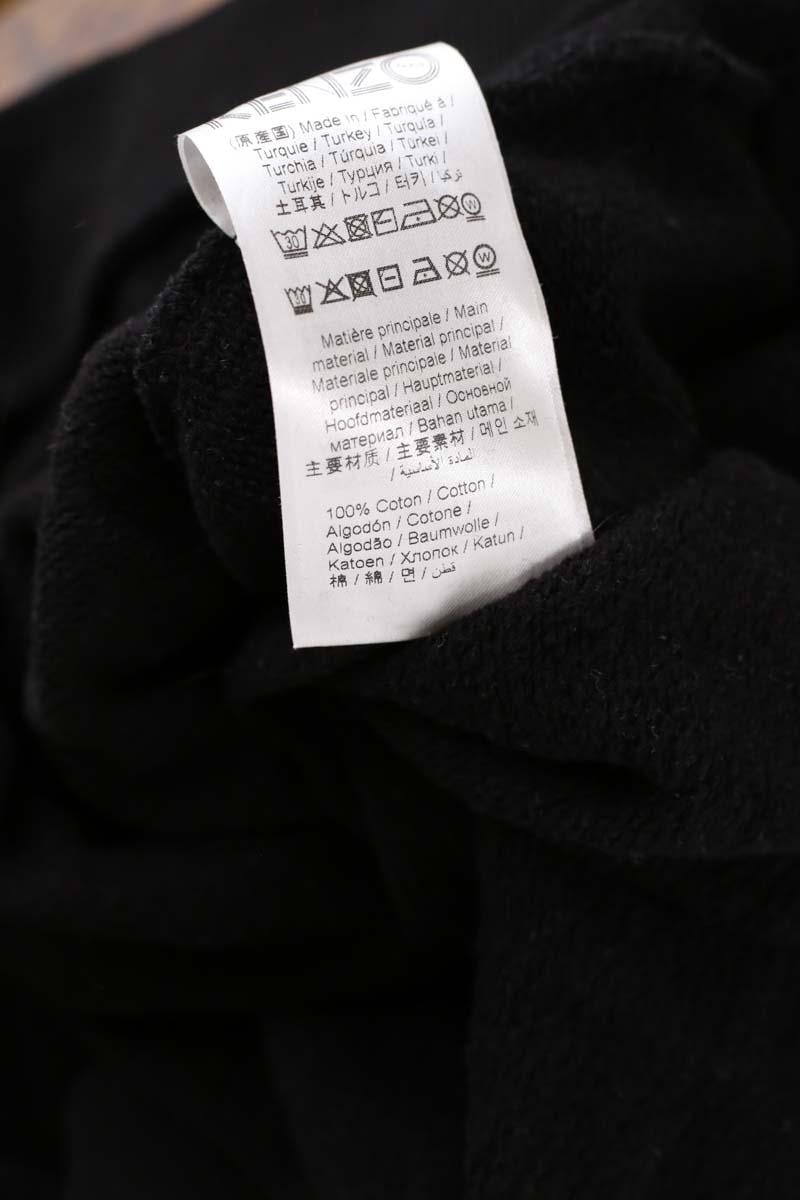 KENZO
(原産国) Made in / Fabriqué à /
Turquie / Turkey / Turquía /
Turchia / Túrquia / Türkei /
Turkije / Турция / Turki /
土耳其 / トルコ / 터키 / تركيا
30 W
30 W
Matière principale / Main
material / Material principal /
Materiale principale / Material
principal / Hauptmaterial /
Hoofdmateriaal / Основной
материал / Bahan utama /
主要材质 / 主要素材 / 메인 소재
/ المادة الأساسية /
100% Coton / Cotton /
Algodón / Cotone /
Algodão / Baumwolle /
Katoen / Хлопок / Katun /
棉 / 綿 / 면 / قطن